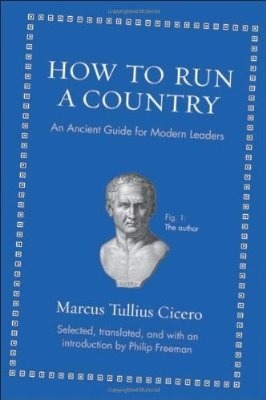 HOW TO RUN
A COUNTRY
An Ancient Guide for Modern Leaders
Fig. 1:
The author
Marcus Tullius Cicero
Selected, translated, and with an
introduction by Philip Freeman